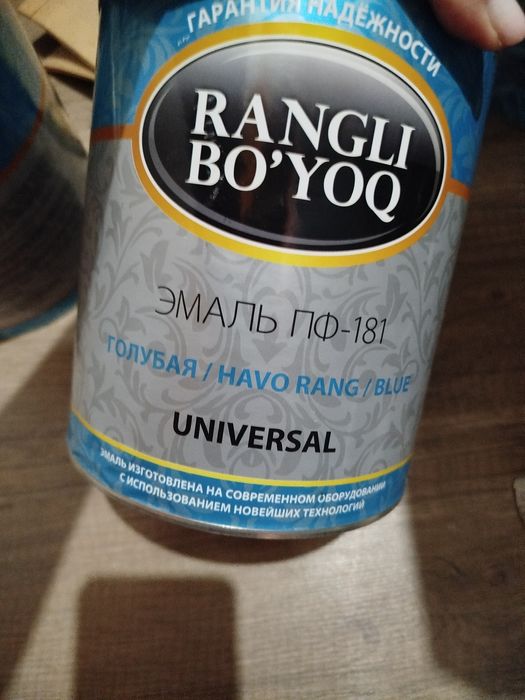 ГАРАНТИЯ НАДЁЖНОСТИ
RANGLI
BO'YOQ
ЭМАЛЬ ПФ-181
ГОЛУБАЯ / HAVO RANG / BLUE
UNIVERSAL
ЭМАЛЬ ИЗГОТОВЛЕНА НА СОВРЕМЕННОМ ОБОРУДОВАНИИ
С ИСПОЛЬЗОВАНИЕМ НОВЕЙШИХ ТЕХНОЛОГИЙ